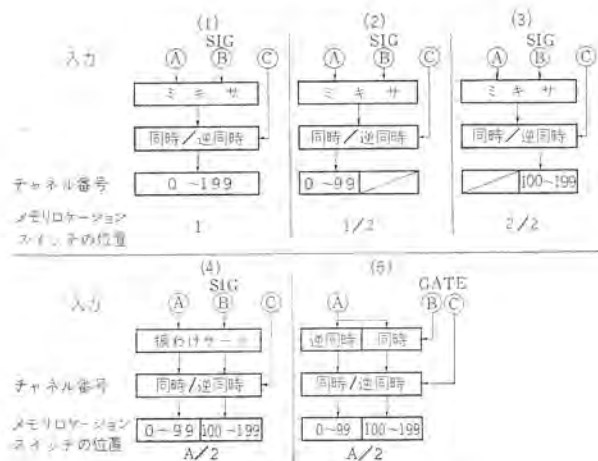 (1) (2) (3)
SIG SIG SIG
入力 Ⓐ Ⓑ Ⓒ Ⓐ Ⓑ Ⓒ Ⓐ Ⓑ Ⓒ
ミキサ ミキサ ミキサ
同時/逆同時 同時/逆同時 同時/逆同時
チャネル番号 0~199 0~99 100~199
メモリロケーション
スイッチの位置 1 1/2 2/2
(4) (5)
SIG GATE
入力 Ⓐ Ⓑ Ⓒ Ⓐ Ⓑ Ⓒ
振わけゲート 逆同時 同時
チャネル番号 同時/逆同時 同時/逆同時
メモリロケーション 0~99 100~199 0~99 100~199
スイッチの位置 A/2 A/2